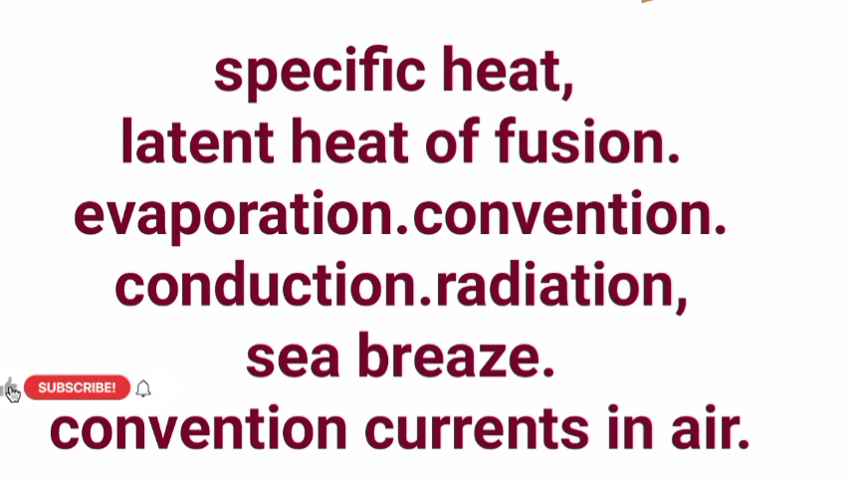 specific heat,
latent heat of fusion.
evaporation.convention.
conduction.radiation,
sea breaze.
SUBSCRIBE!
convention currents in air.